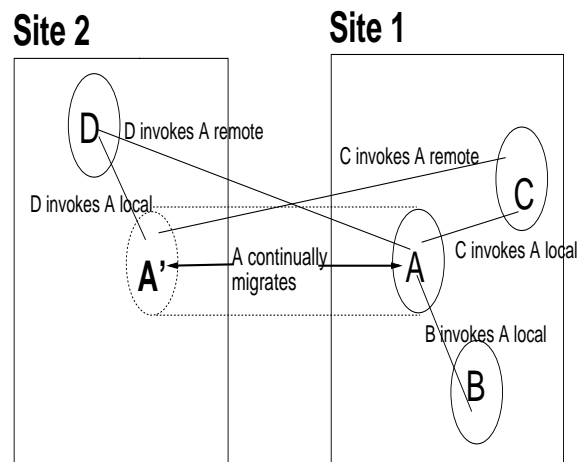 Site 2
Site 1
D
D invokes A remote
C invokes A remote
C
D invokes A local
C invokes A local
A'
A continually
migrates
A
B invokes A local
B